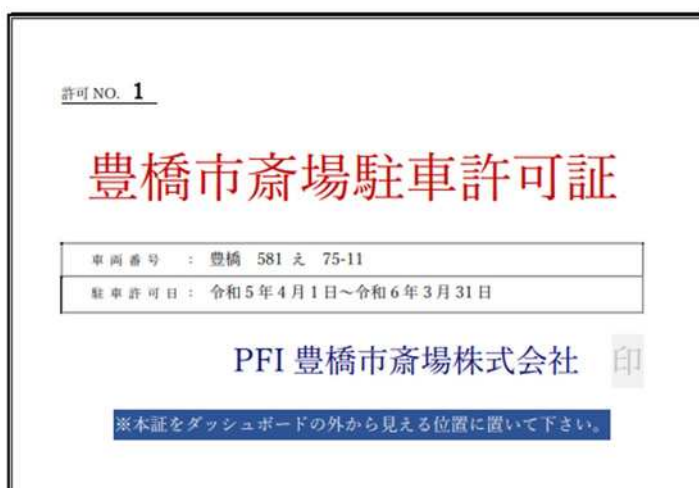 許可NO. 1
豊橋市斎場駐車許可証
車両番号 : 豊橋 581 え 75-11
駐車許可日 : 令和5年4月1日~令和6年3月31日
PFI 豊橋市斎場株式会社 印
※本証をダッシュボードの外から見える位置に置いて下さい。